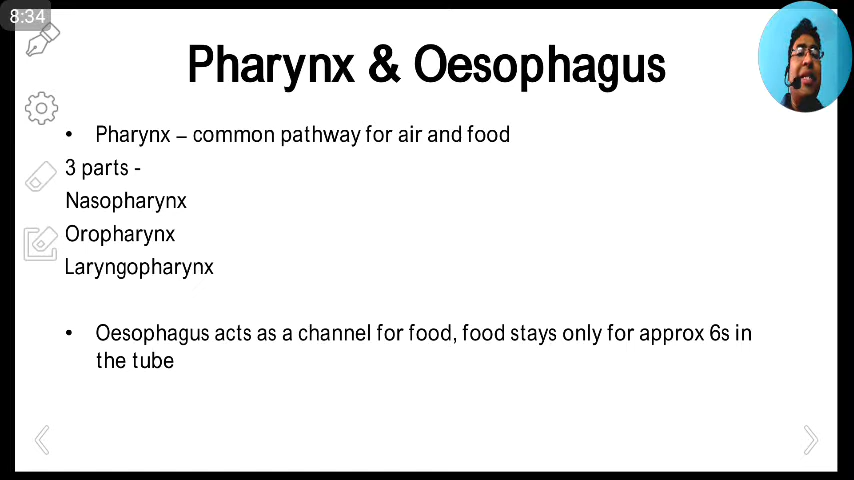 8:34
Pharynx & Oesophagus
• Pharynx – common pathway for air and food
3 parts -
Nasopharynx
Oropharynx
Laryngopharynx
• Oesophagus acts as a channel for food, food stays only for approx 6s in
the tube